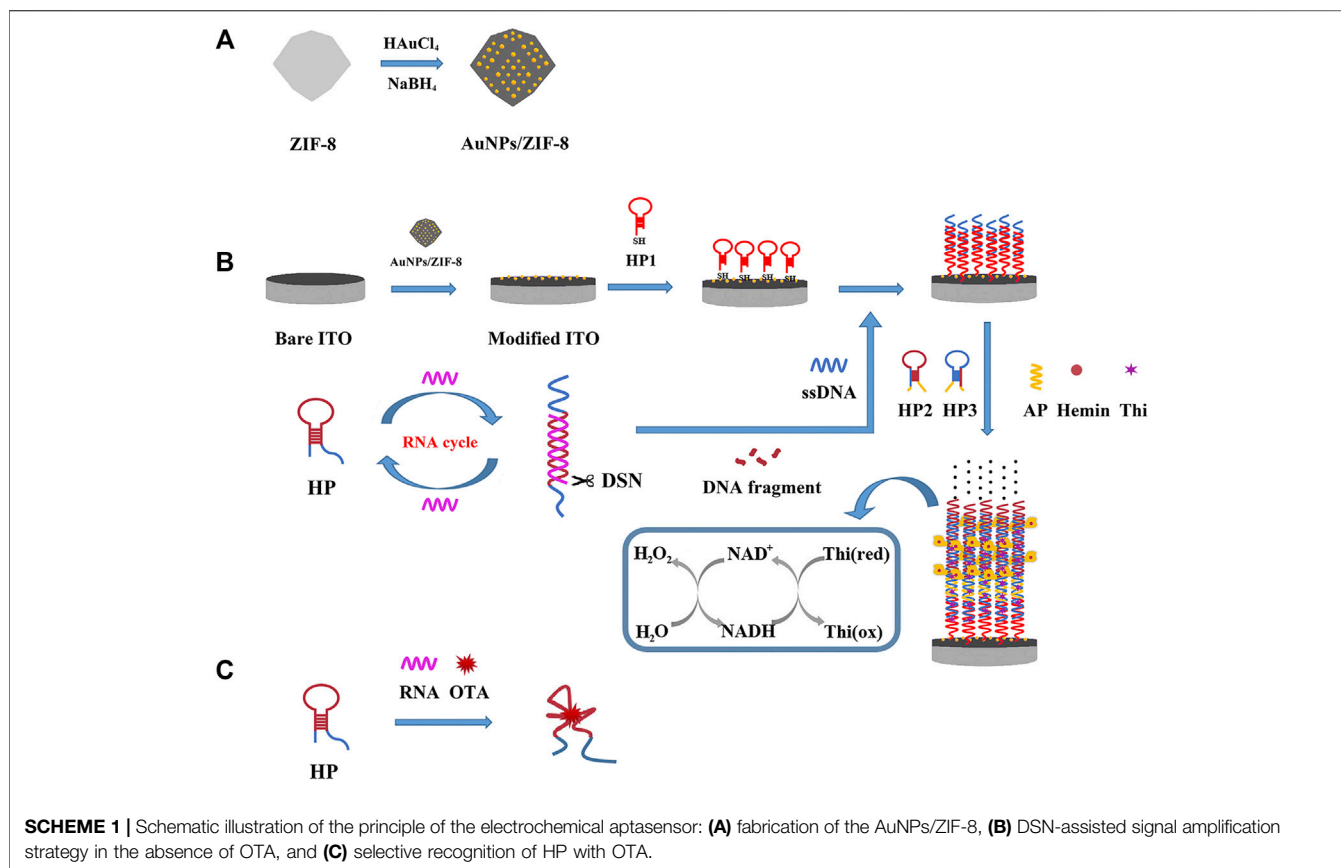 A
HAuCl₄
NaBH₄
ZIF-8
AuNPs/ZIF-8
B
AuNPs/ZIF-8
SH
HP1
SH
SH
SH
SH
Bare ITO
Modified ITO
ssDNA
HP2 HP3
AP Hemin Thi
HP
RNA cycle
DSN
DNA fragment
H₂O₂
NAD⁺
Thi(red)
H₂O
NADH
Thi(ox)
C
RNA OTA
HP
SCHEME 1 | Schematic illustration of the principle of the electrochemical aptasensor: (A) fabrication of the AuNPs/ZIF-8, (B) DSN-assisted signal amplification
strategy in the absence of OTA, and (C) selective recognition of HP with OTA.